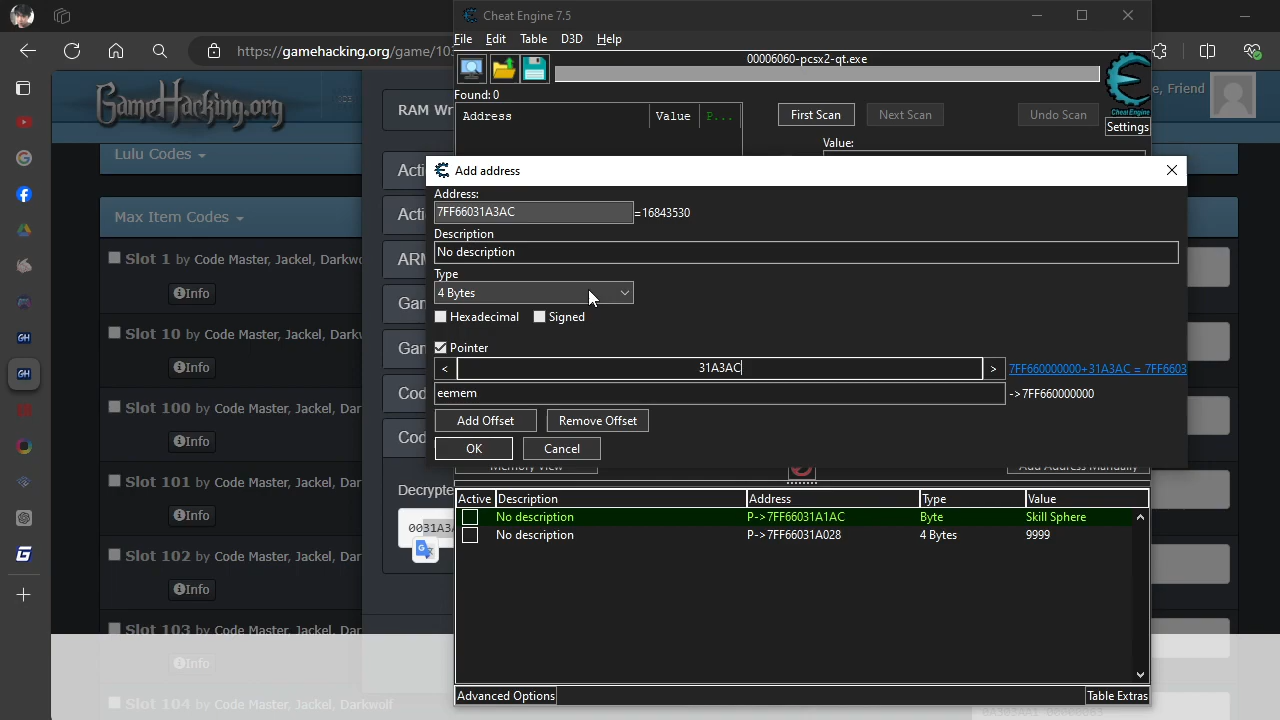 Cheat Engine 7.5
https://gamehacking.org/game/10
File Edit Table D3D Help
00006060-pcsx2-qt.exe
Found: 0
Address Value P...
First Scan Next Scan Undo Scan
Value:
Cheat Engine
Settings
GameHacking.org
e, Friend
RAM Wr
Lulu Codes
Max Item Codes
Acti
Acti
ARM
Gam
Gam
Cod
Cod
Slot 1 by Code Master, Jackel, Darkwo
Info
Slot 10 by Code Master, Jackel, Darkw
Info
Slot 100 by Code Master, Jackel, Dar
Info
Slot 101 by Code Master, Jackel, Dar
Info
Slot 102 by Code Master, Jackel, Dar
Info
Slot 103 by Code Master, Jackel, Dar
Info
Slot 104 by Code Master, Jackel, Darkwolf
Add address
Address:
7FF66031A3AC =16843530
Description
No description
Type
4 Bytes
Hexadecimal Signed
Pointer
< 31A3AC > 7FF660000000+31A3AC = 7FF6603
eemem ->7FF660000000
Add Offset Remove Offset
OK Cancel
Memory View Add Address Manually
Decrypte
0031A3A
Active Description Address Type Value
No description P->7FF66031A1AC Byte Skill Sphere
No description P->7FF66031A028 4 Bytes 9999
Advanced Options Table Extras